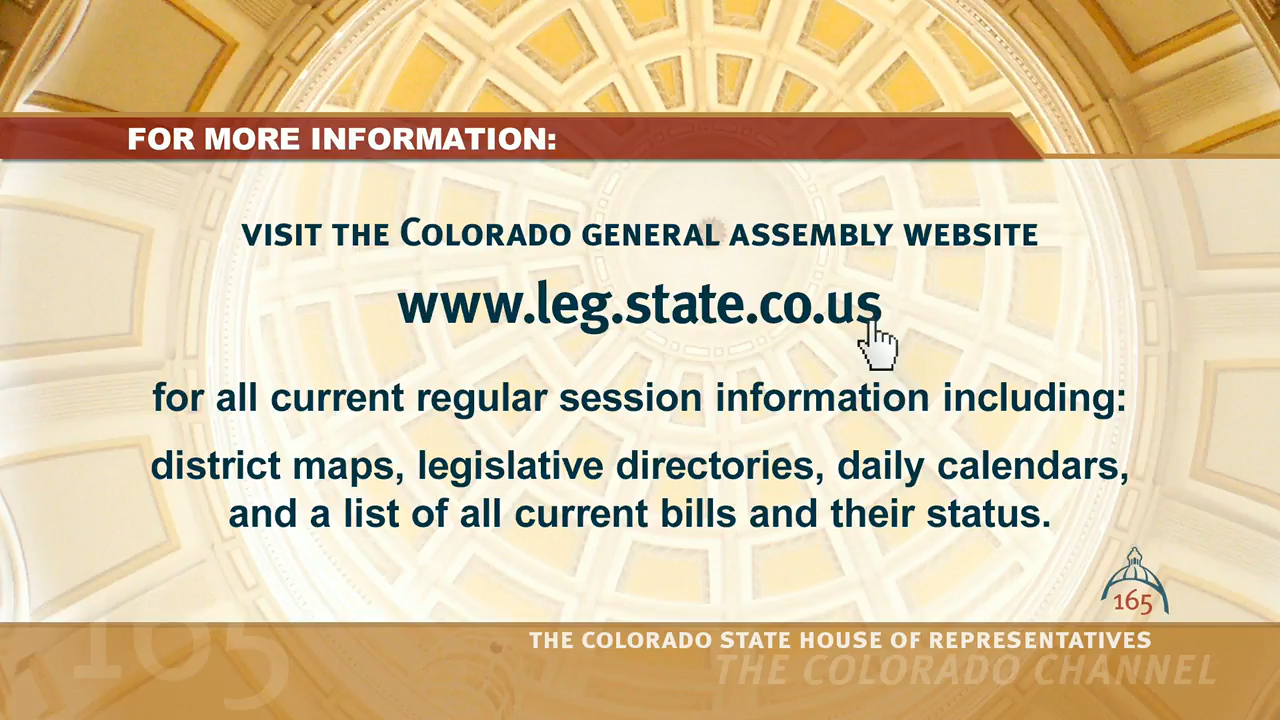 FOR MORE INFORMATION:
VISIT THE COLORADO GENERAL ASSEMBLY WEBSITE
www.leg.state.co.us
for all current regular session information including:
district maps, legislative directories, daily calendars,
and a list of all current bills and their status.
165
165
THE COLORADO STATE HOUSE OF REPRESENTATIVES
THE COLORADO CHANNEL